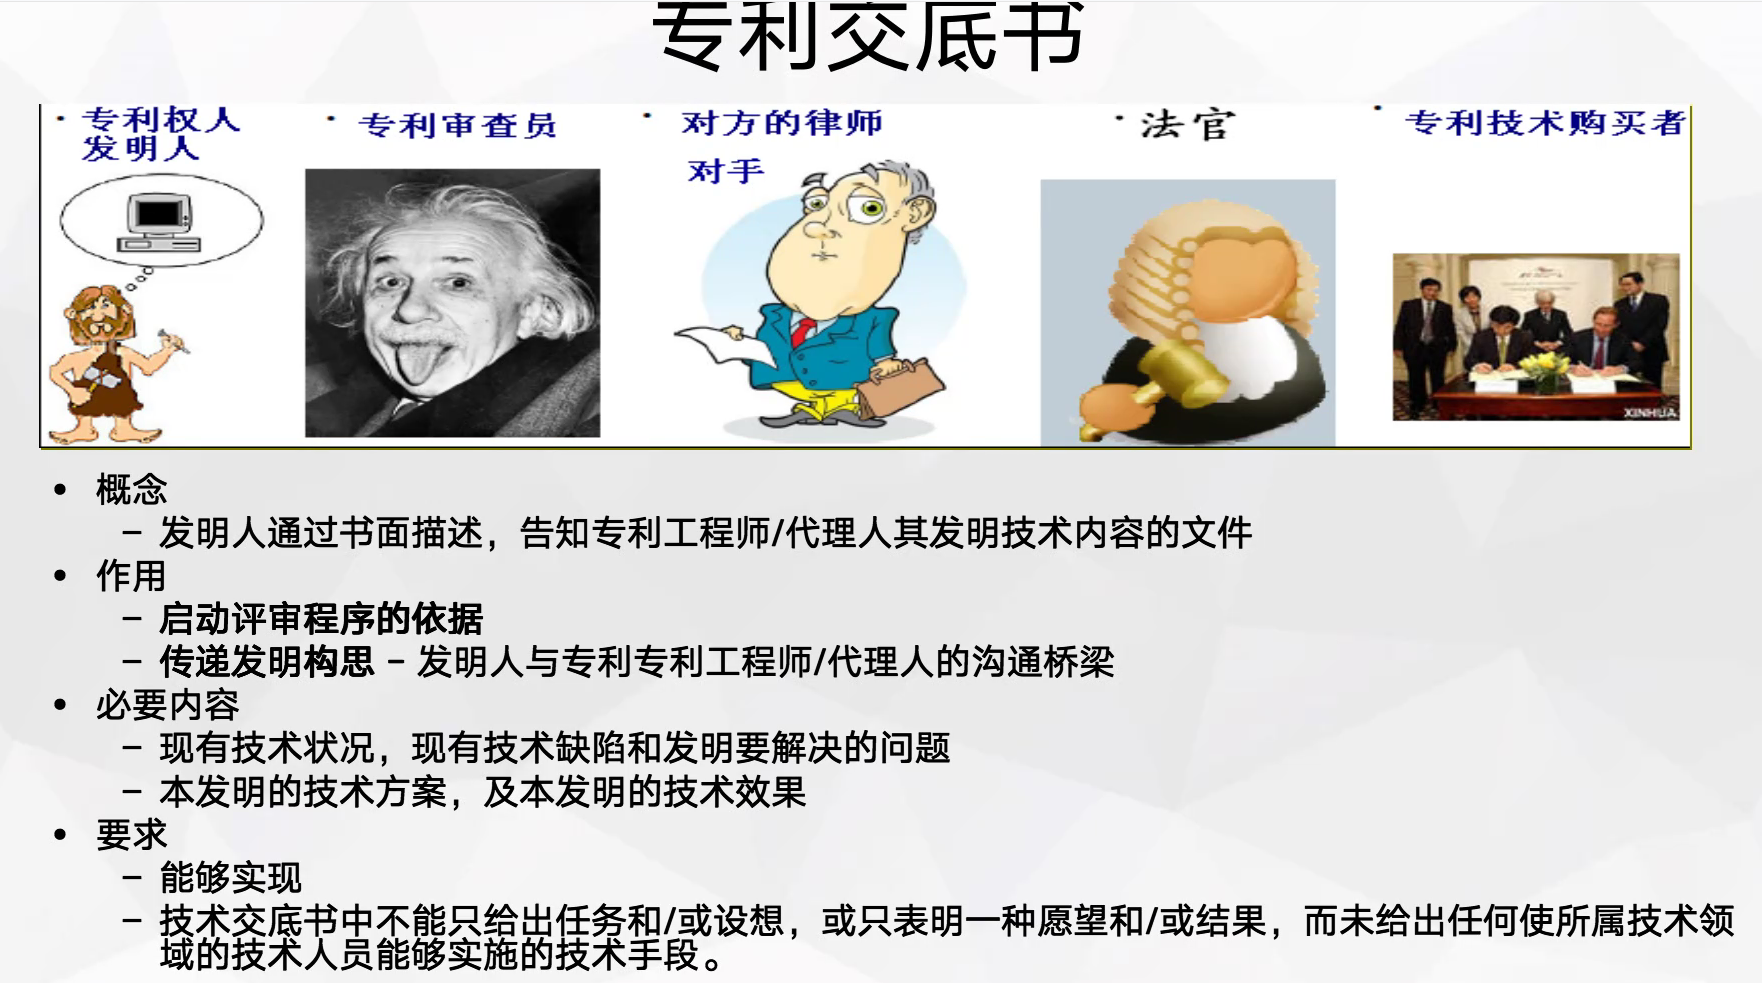 专利交底书
• 专利权人
发明人
• 专利审查员
• 对方的律师
对手
• 法官
• 专利技术购买者
XINHUA
• 概念
– 发明人通过书面描述，告知专利工程师/代理人其发明技术内容的文件
• 作用
– 启动评审程序的依据
– 传递发明构思 – 发明人与专利专利工程师/代理人的沟通桥梁
• 必要内容
– 现有技术状况，现有技术缺陷和发明要解决的问题
– 本发明的技术方案，及本发明的技术效果
• 要求
– 能够实现
– 技术交底书中不能只给出任务和/或设想，或只表明一种愿望和/或结果，而未给出任何使所属技术领
域的技术人员能够实施的技术手段。